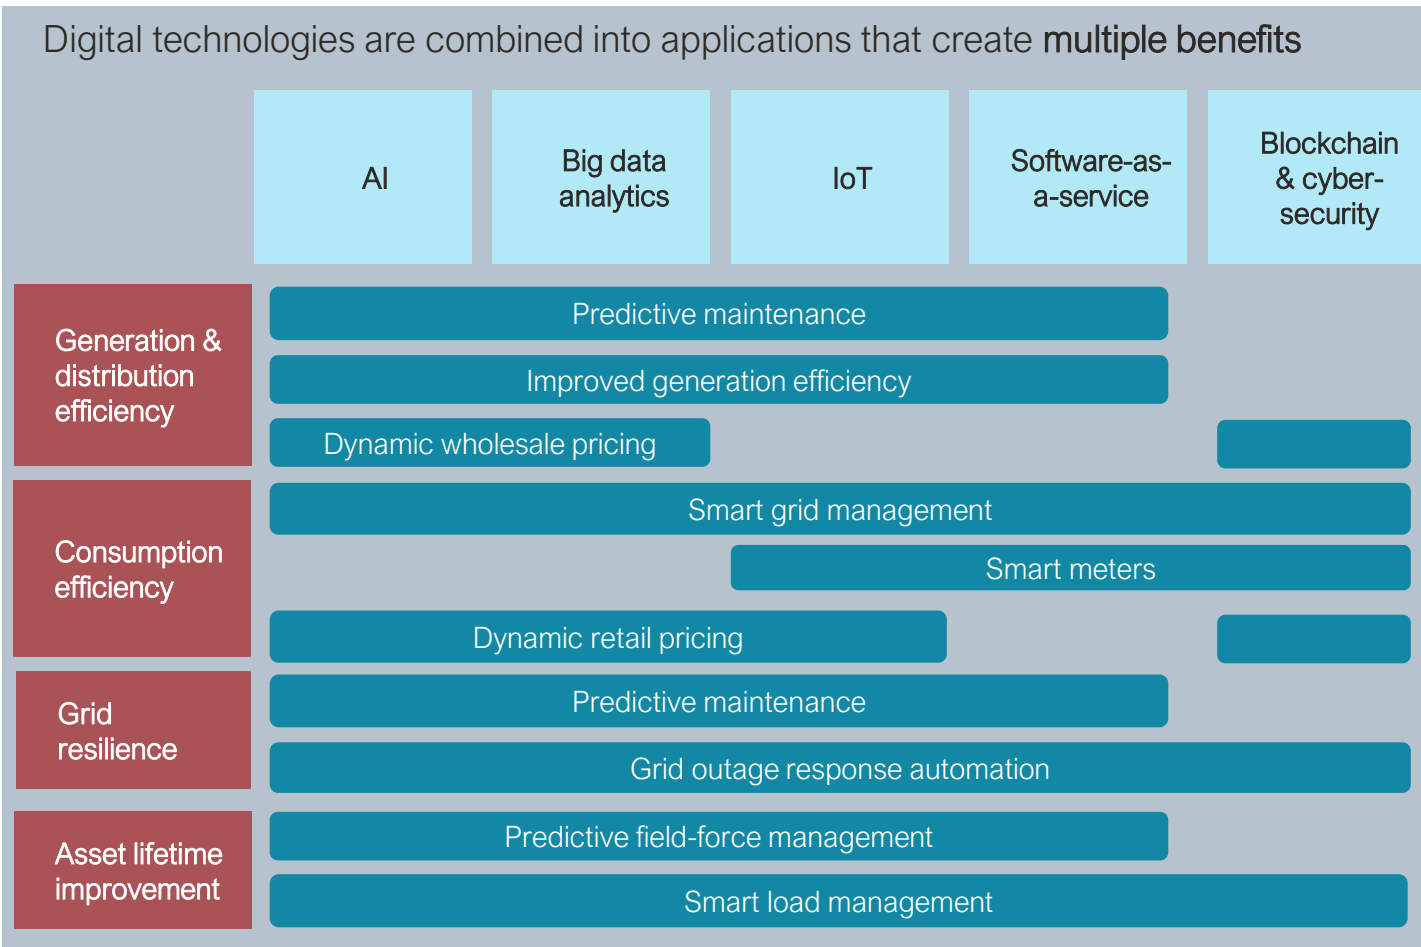 Digital technologies are combined into applications that create multiple benefits
AI
Big data
analytics
IoT
Software-as-
a-service
Blockchain
& cyber-
security
Generation &
distribution
efficiency
Predictive maintenance
Improved generation efficiency
Dynamic wholesale pricing
Consumption
efficiency
Smart grid management
Smart meters
Dynamic retail pricing
Grid
resilience
Predictive maintenance
Grid outage response automation
Asset lifetime
improvement
Predictive field-force management
Smart load management